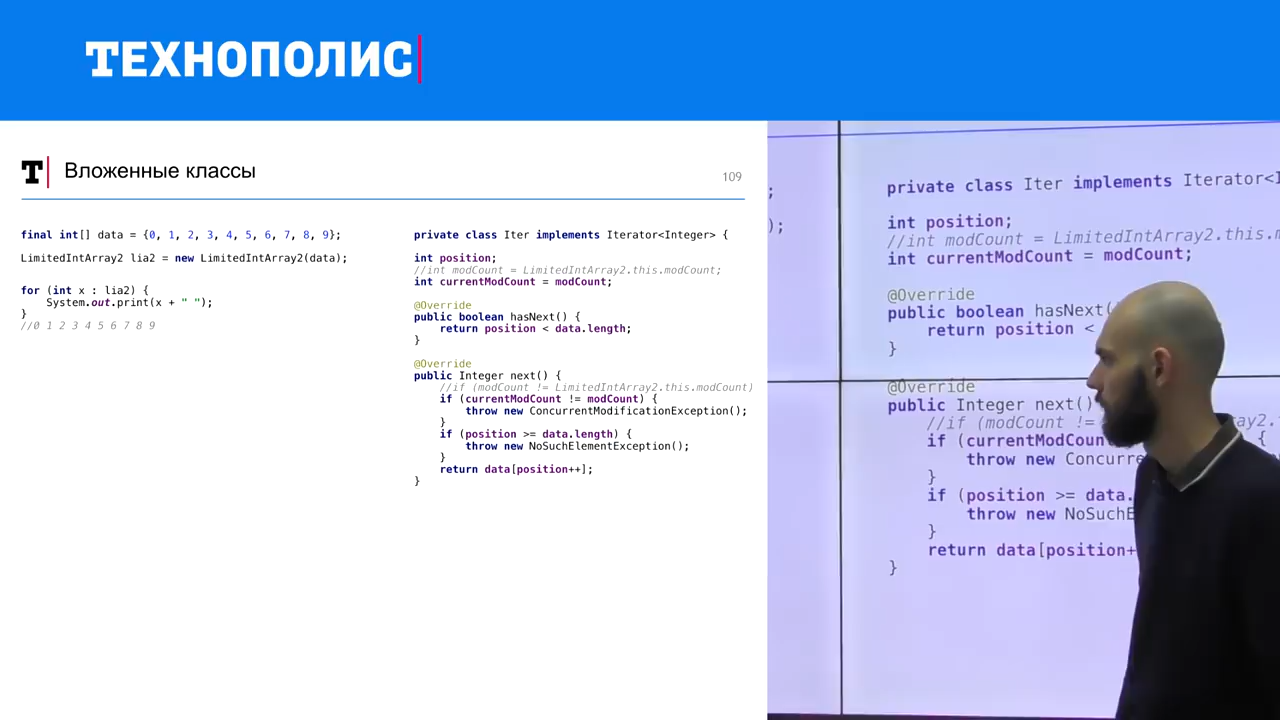 ТЕХНОПОЛИС
Т Вложенные классы
109
final int[] data = {0, 1, 2, 3, 4, 5, 6, 7, 8, 9};
LimitedIntArray2 lia2 = new LimitedIntArray2(data);
for (int x : lia2) {
System.out.print(x + " ");
}
//0 1 2 3 4 5 6 7 8 9
private class Iter implements Iterator<Integer> {
int position;
//int modCount = LimitedIntArray2.this.modCount;
int currentModCount = modCount;
@Override
public boolean hasNext() {
return position < data.length;
}
@Override
public Integer next() {
//if (modCount != LimitedIntArray2.this.modCount)
if (currentModCount != modCount) {
throw new ConcurrentModificationException();
}
if (position >= data.length) {
throw new NoSuchElementException();
}
return data[position++];
}
;
);
private class Iter implements Iterator<I
int position;
//int modCount = LimitedIntArray2.this.m
int currentModCount = modCount;
@Override
public boolean hasNext(
return position <
}
@Override
public Integer next()
//if (modCount != ay2.
if (currentModCoun {
throw new Concurre
}
if (position >= data.
throw new NoSuchE
}
return data[position+
}